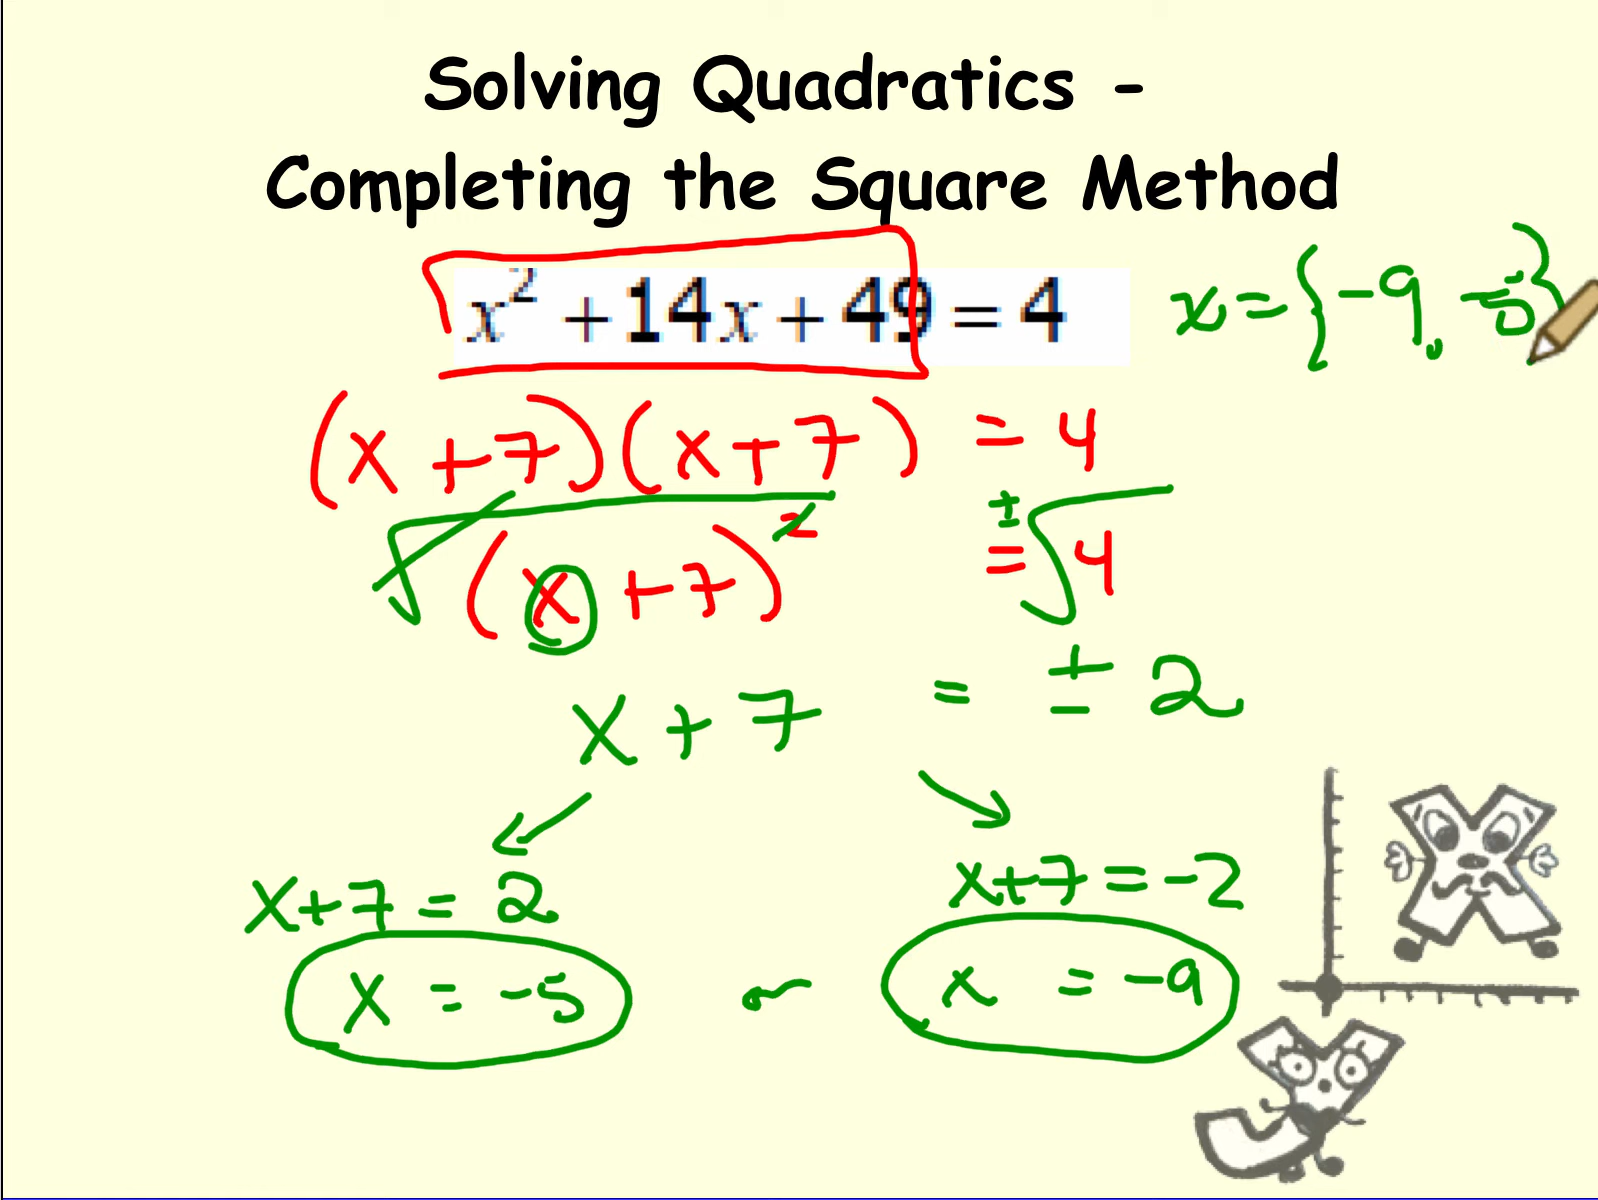 Solving Quadratics -
Completing the Square Method
x² + 14x + 49 = 4
x = {-9, -5}
(x + 7)(x + 7) = 4
√(x + 7)² = ±√4
x + 7 = ± 2
x + 7 = 2
x + 7 = -2
x = -5 or x = -9